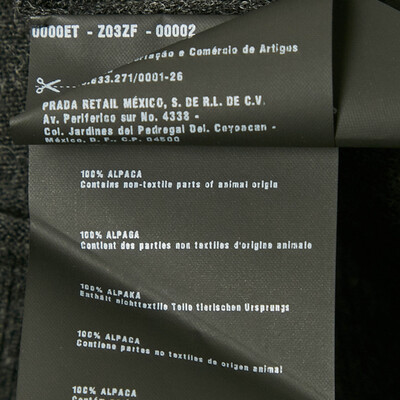 0000ET - Z03ZF - 00002
e Comércio de Artigos
.633.271/0001-26
PRADA RETAIL MÉXICO, S. DE R.L. DE C.V.
Av. Periferico sur No. 4338 -
Col. Jardines del Pedregal Del. Coyoacan -
México, D. F., C.P. 04500
100% ALPACA
Contains non-textile parts of animal origin
100% ALPAGA
Contient des parties non textiles d'origine animale
100% ALPAKA
Enthält nichttextile Teile tierischen Ursprungs
100% ALPACA
Contiene partes no textiles de origen animal
100% ALPACA